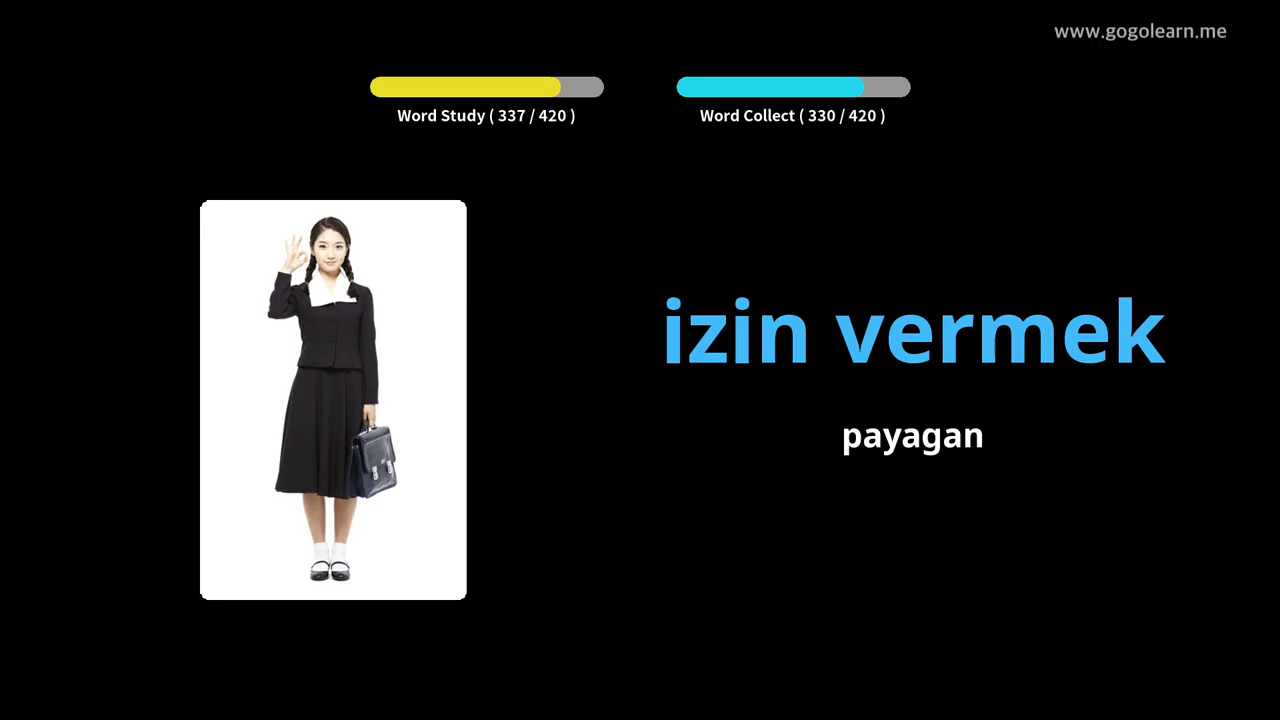 www.gogolearn.me
Word Study ( 337 / 420 )
Word Collect ( 330 / 420 )
izin vermek
payagan